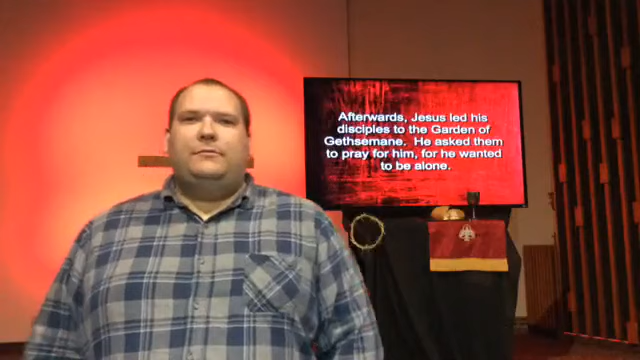 Afterwards, Jesus led his
disciples to the Garden of
Gethsemane.  He asked them
to pray for him, for he wanted
to be alone.